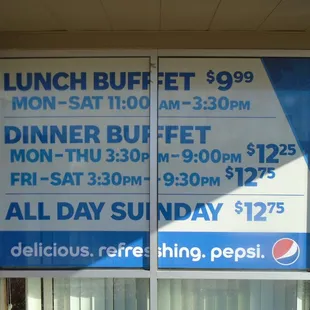 LUNCH BUFFET $9.99
MON-SAT 11:00AM-3:30PM
DINNER BUFFET
MON-THU 3:30PM-9:00PM $12.25
FRI-SAT 3:30PM-9:30PM $12.75
ALL DAY SUNDAY $12.75
delicious. refreshing. pepsi.